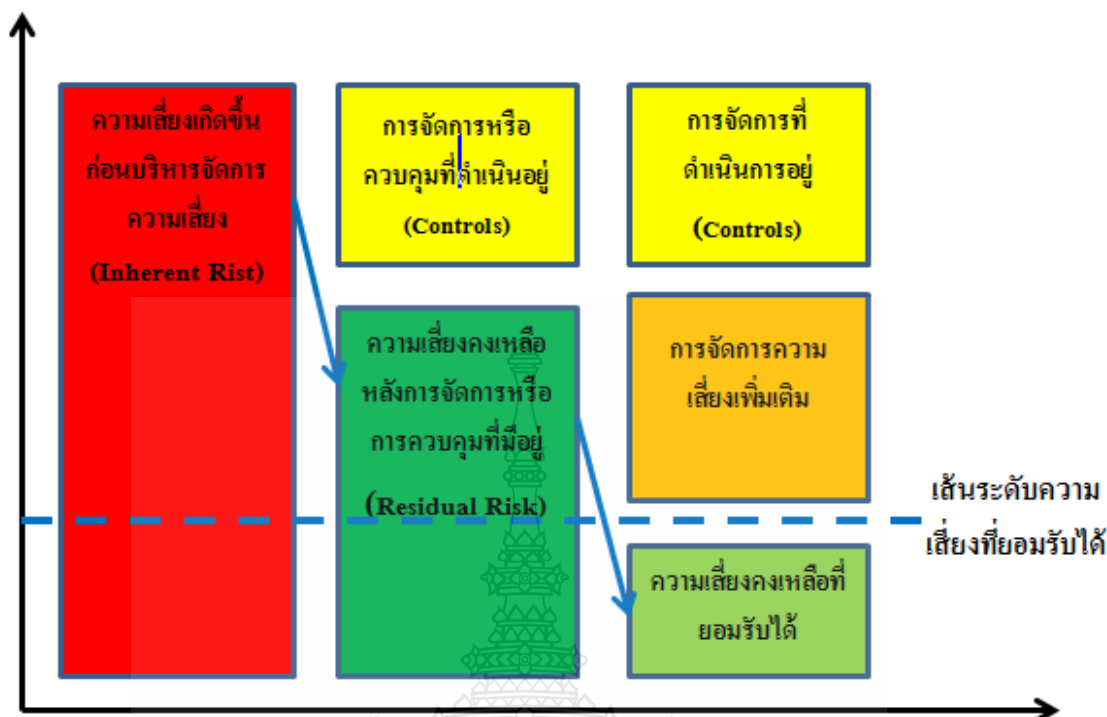 ความเสี่ยงเกิดขึ้น
ก่อนบริหารจัดการ
ความเสี่ยง
(Inherent Rist)
การจัดการหรือ
ควบคุมที่ดำเนินอยู่
(Controls)
การจัดการที่
ดำเนินการอยู่
(Controls)
ความเสี่ยงคงเหลือ
หลังการจัดการหรือ
การควบคุมที่มีอยู่
(Residual Risk)
การจัดการความ
เสี่ยงเพิ่มเติม
ความเสี่ยงคงเหลือที่
ยอมรับได้
เส้นระดับความ
เสี่ยงที่ยอมรับได้